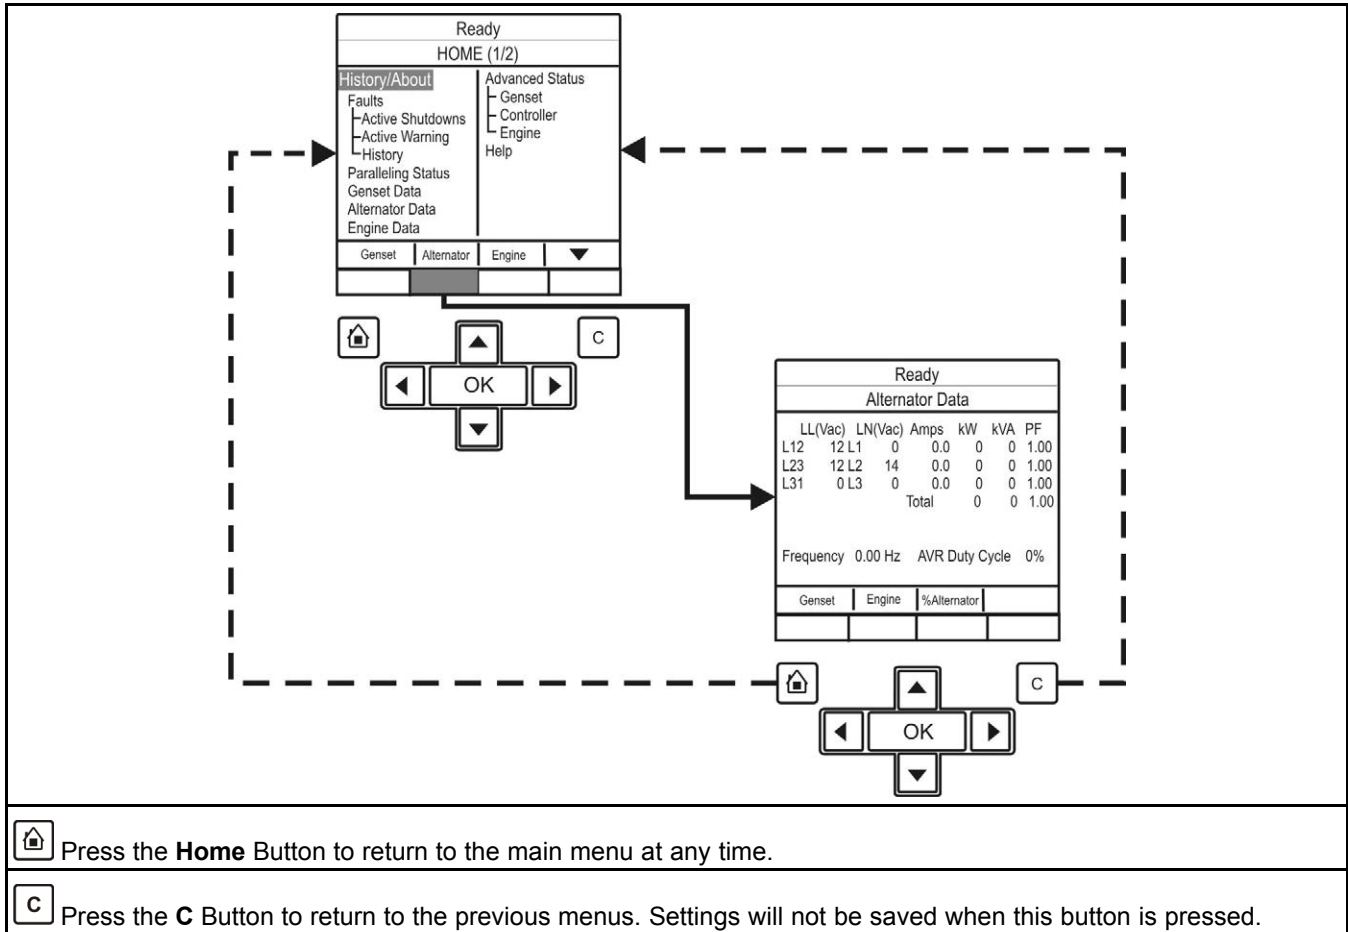 Ready
HOME (1/2)
History/About
Faults
Active Shutdowns
Active Warning
History
Paralleling Status
Genset Data
Alternator Data
Engine Data
Advanced Status
Genset
Controller
Engine
Help
Genset Alternator Engine
C
OK
Ready
Alternator Data
LL(Vac) LN(Vac) Amps kW kVA PF
L12 12 L1 0 0.0 0 0 1.00
L23 12 L2 14 0.0 0 0 1.00
L31 0 L3 0 0.0 0 0 1.00
Total 0 0 1.00
Frequency 0.00 Hz AVR Duty Cycle 0%
Genset Engine %Alternator
C
OK
Press the Home Button to return to the main menu at any time.
C Press the C Button to return to the previous menus. Settings will not be saved when this button is pressed.